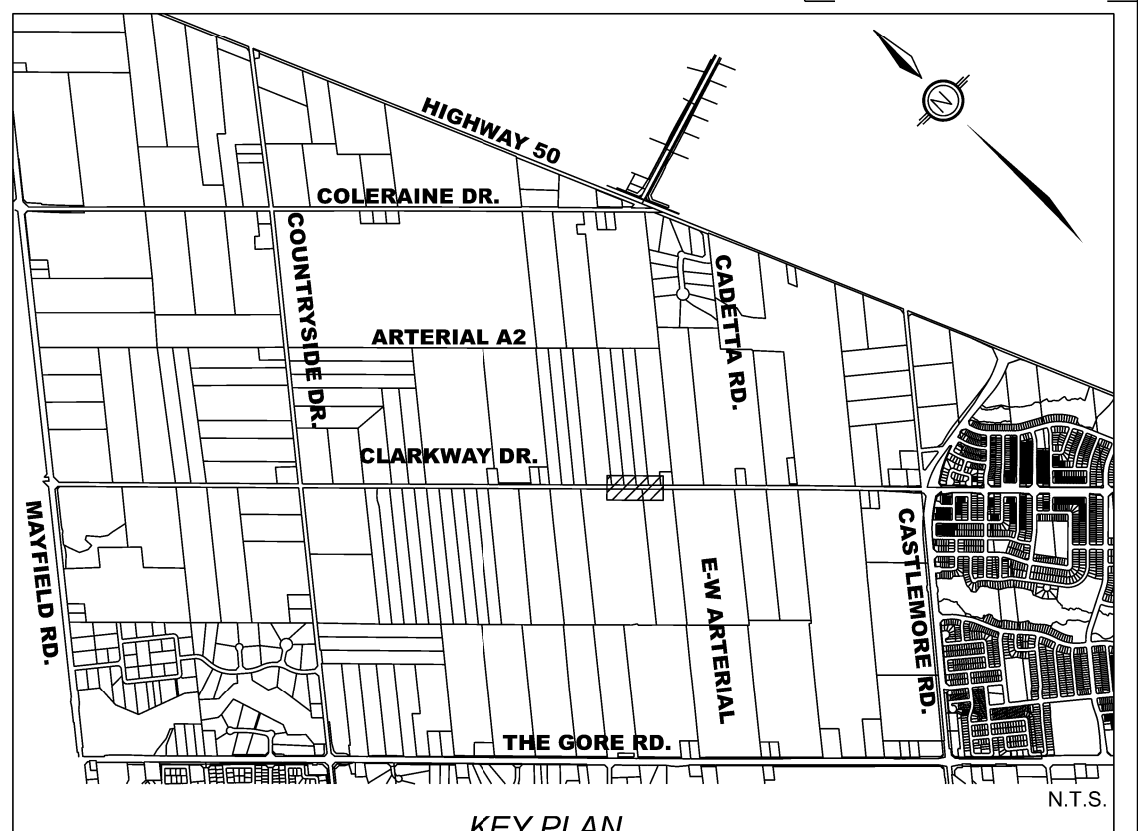 N
HIGHWAY 50
COLERAINE DR.
COUNTRYSIDE DR.
CADETTA RD.
ARTERIAL A2
CLARKWAY DR.
MAYFIELD RD.
CASTLEMORE RD.
E-W ARTERIAL
THE GORE RD.
N.T.S.
KEY PLAN